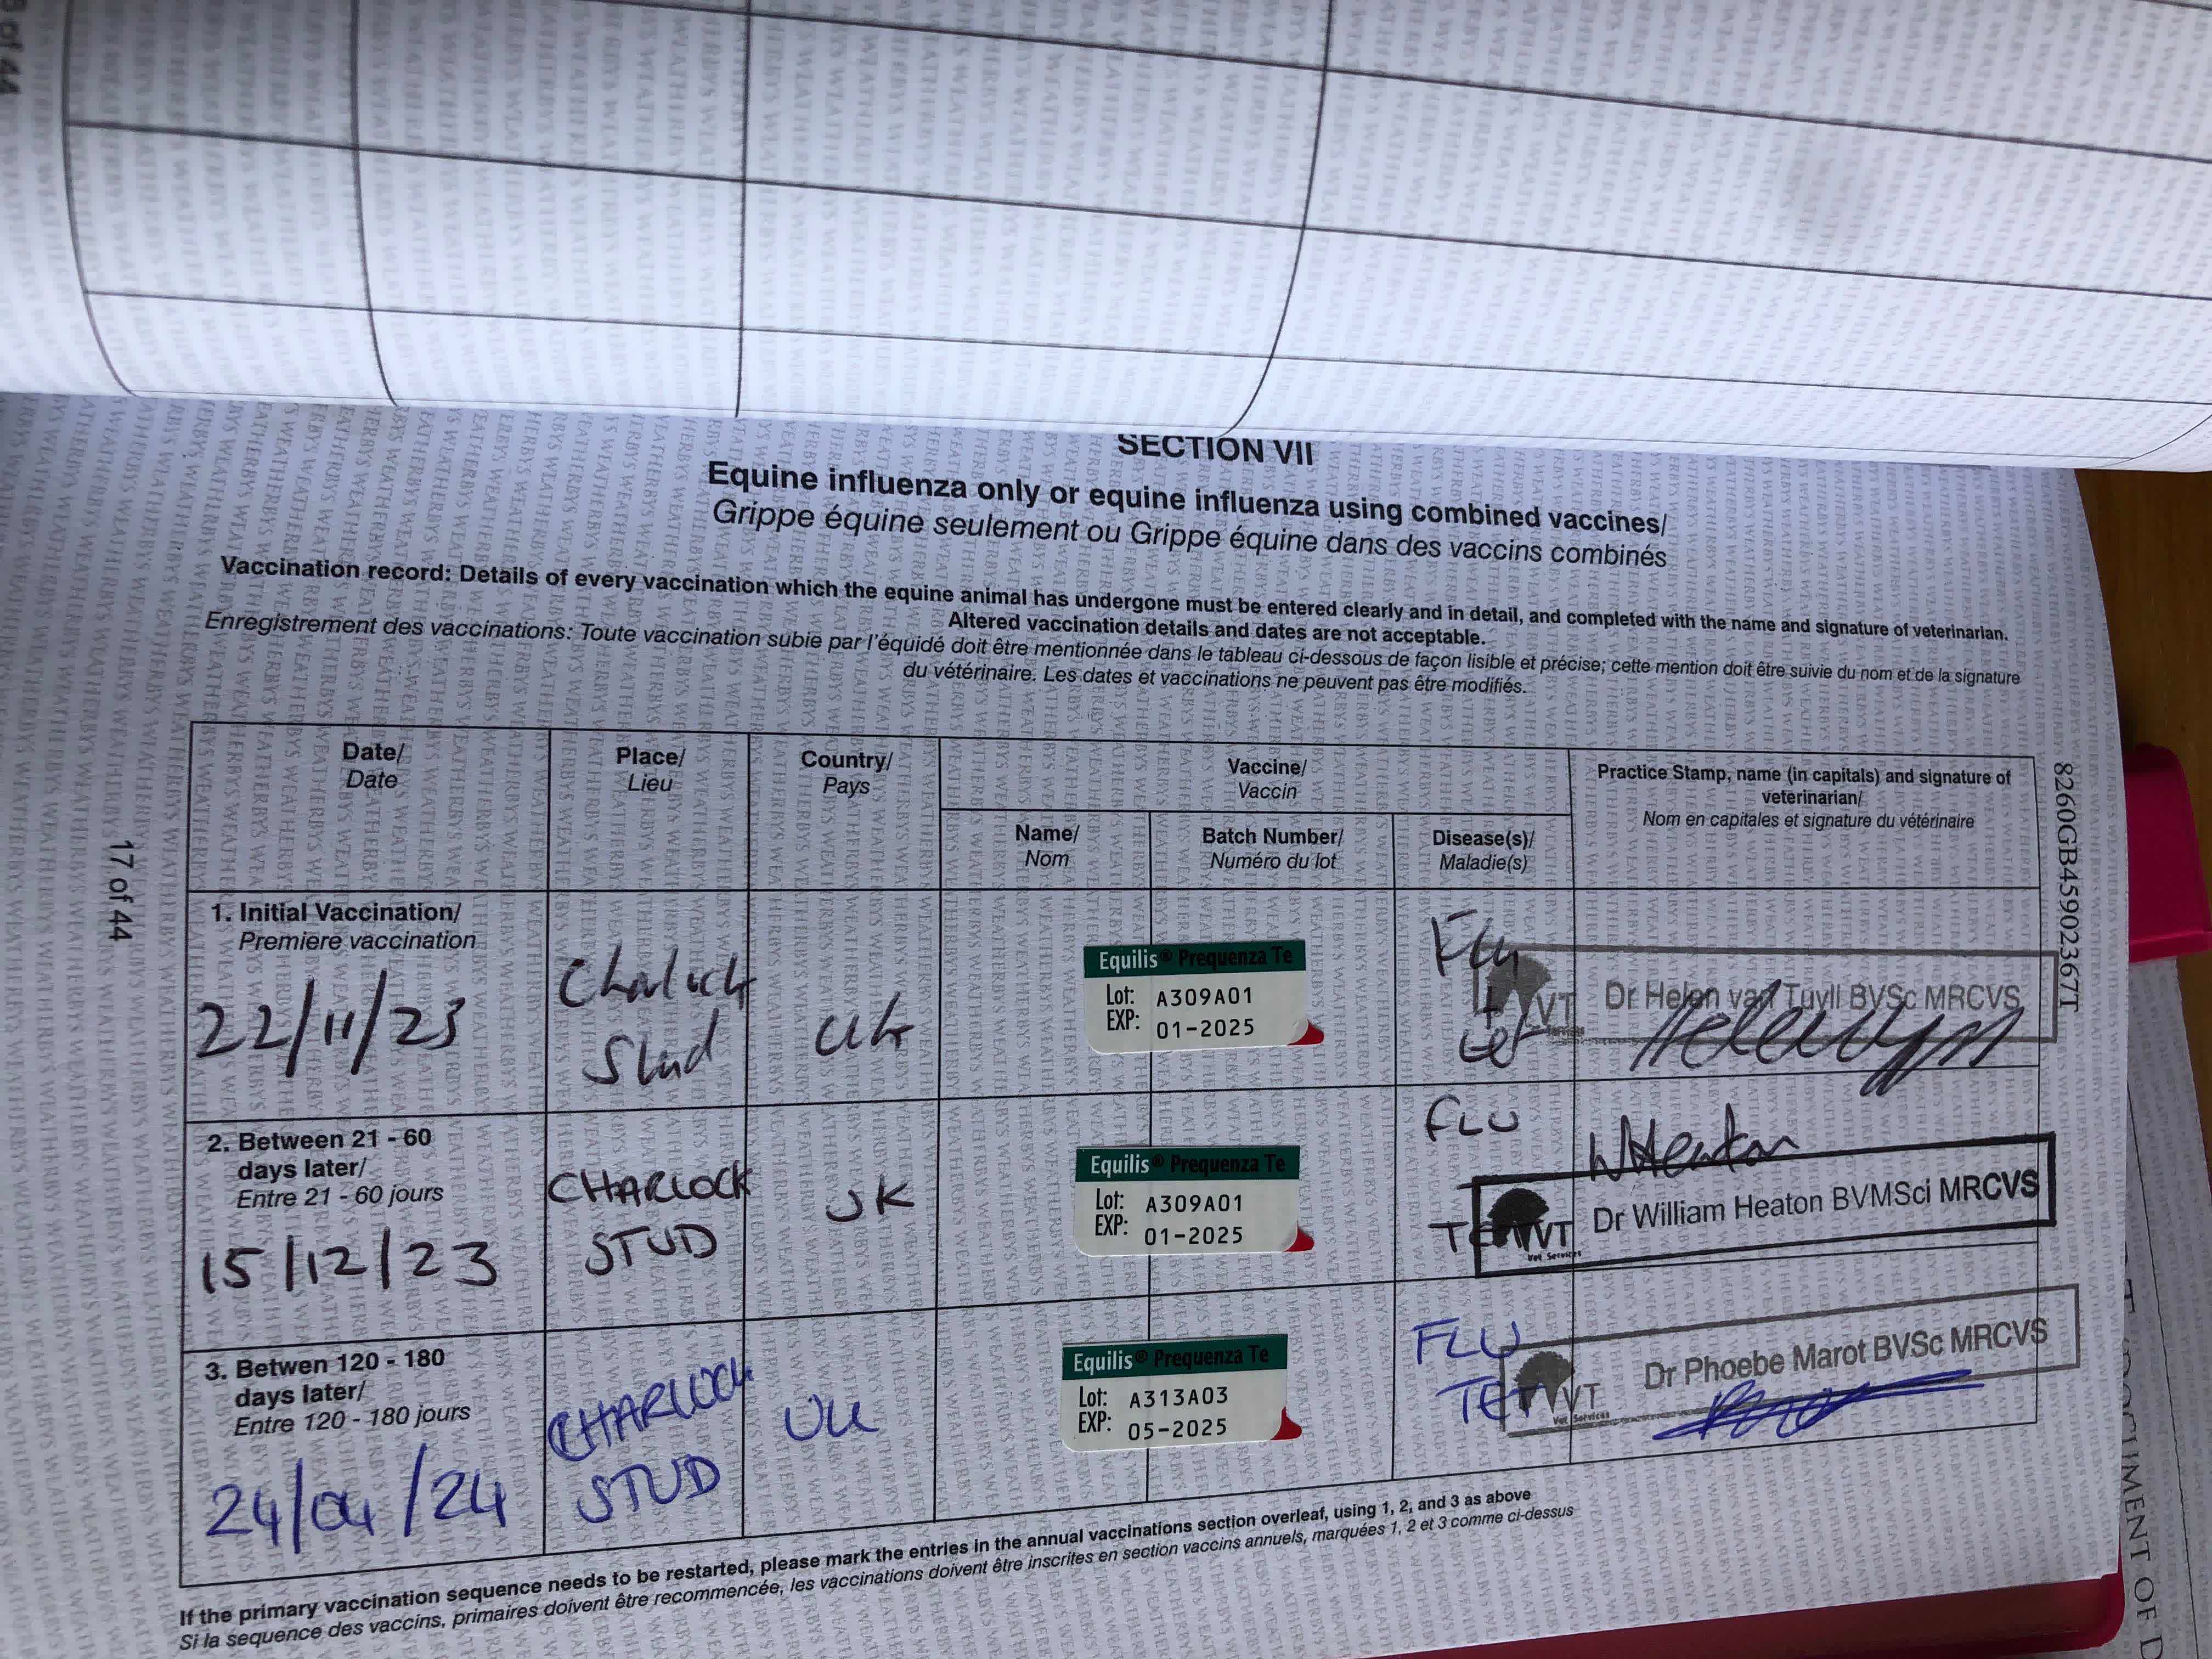 SECTION VII
Equine influenza only or equine influenza using combined vaccines/
Grippe équine seulement ou Grippe équine dans des vaccins combinés
Vaccination record: Details of every vaccination which the equine animal has undergone must be entered clearly and in detail, and completed with the name and signature of veterinarian.
Altered vaccination details and dates are not acceptable.
Enregistrement des vaccinations: Toute vaccination subie par l'équidé doit être mentionnée dans le tableau ci-dessous de façon lisible et précise; cette mention doit être suivie du nom et de la signature
du vétérinaire. Les dates et vaccinations ne peuvent pas être modifiés.
Date/
Date
Place/
Lieu
Country/
Pays
Vaccine/
Vaccin
Practice Stamp, name (in capitals) and signature of
veterinarian/
Nom en capitales et signature du vétérinaire
Name/
Nom
Batch Number/
Numéro du lot
Disease(s)/
Maladie(s)
1. Initial Vaccination/
Premiere vaccination
22/11/23
Stud
Uk
Equilis® Prequenza Te
Lot: A309A01
EXP: 01-2025
Flu
+
VT
Dr Helen van Tuyll BVSc MRCVS
2. Between 21 - 60
days later/
Entre 21 - 60 jours
15/12/23
CHARLOCK
STUD
UK
Equilis® Prequenza Te
Lot: A309A01
EXP: 01-2025
FLU
TET
WHeaton
VT
Vet Services
Dr William Heaton BVMSci MRCVS
3. Betwen 120 - 180
days later/
Entre 120 - 180 jours
24/04/24
CHARLOCK
STUD
UK
Equilis® Prequenza Te
Lot: A313A03
EXP: 05-2025
FLU
TET
VT
Vet Services
Dr Phoebe Marot BVSc MRCVS
If the primary vaccination sequence needs to be restarted, please mark the entries in the annual vaccinations section overleaf, using 1, 2, and 3 as above
Si la sequence des vaccins, primaires doivent être recommencée, les vaccinations doivent être inscrites en section vaccins annuels, marquées 1, 2 et 3 comme ci-dessus
17 of 44
8260GB45902367T
WEATHERBYS
MENT OF D